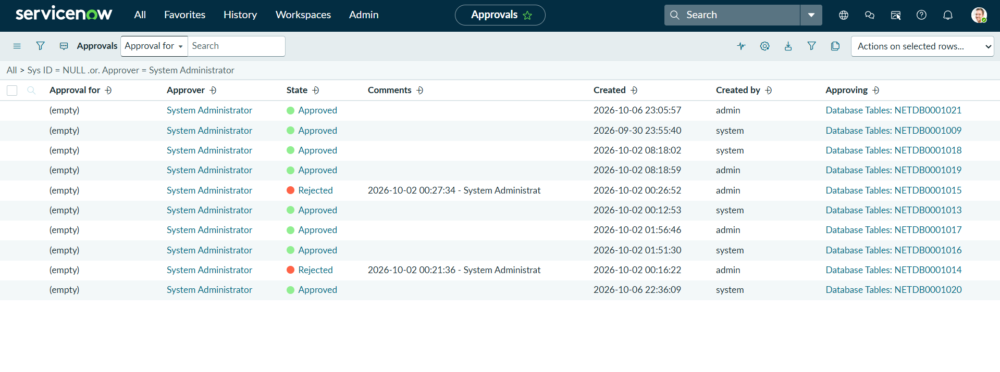 servicenow All Favorites History Workspaces Admin Approvals Search
Approvals Approval for Search Actions on selected rows...
All > Sys ID = NULL .or. Approver = System Administrator
Approval for Approver State Comments Created Created by Approving
(empty) System Administrator Approved 2026-10-06 23:05:57 admin Database Tables: NETDB0001021
(empty) System Administrator Approved 2026-09-30 23:55:40 system Database Tables: NETDB0001009
(empty) System Administrator Approved 2026-10-02 08:18:02 system Database Tables: NETDB0001018
(empty) System Administrator Approved 2026-10-02 08:18:59 admin Database Tables: NETDB0001019
(empty) System Administrator Rejected 2026-10-02 00:27:34 - System Administrat 2026-10-02 00:26:52 admin Database Tables: NETDB0001015
(empty) System Administrator Approved 2026-10-02 00:12:53 system Database Tables: NETDB0001013
(empty) System Administrator Approved 2026-10-02 01:56:46 admin Database Tables: NETDB0001017
(empty) System Administrator Approved 2026-10-02 01:51:30 system Database Tables: NETDB0001016
(empty) System Administrator Rejected 2026-10-02 00:21:36 - System Administrat 2026-10-02 00:16:22 admin Database Tables: NETDB0001014
(empty) System Administrator Approved 2026-10-06 22:36:09 system Database Tables: NETDB0001020